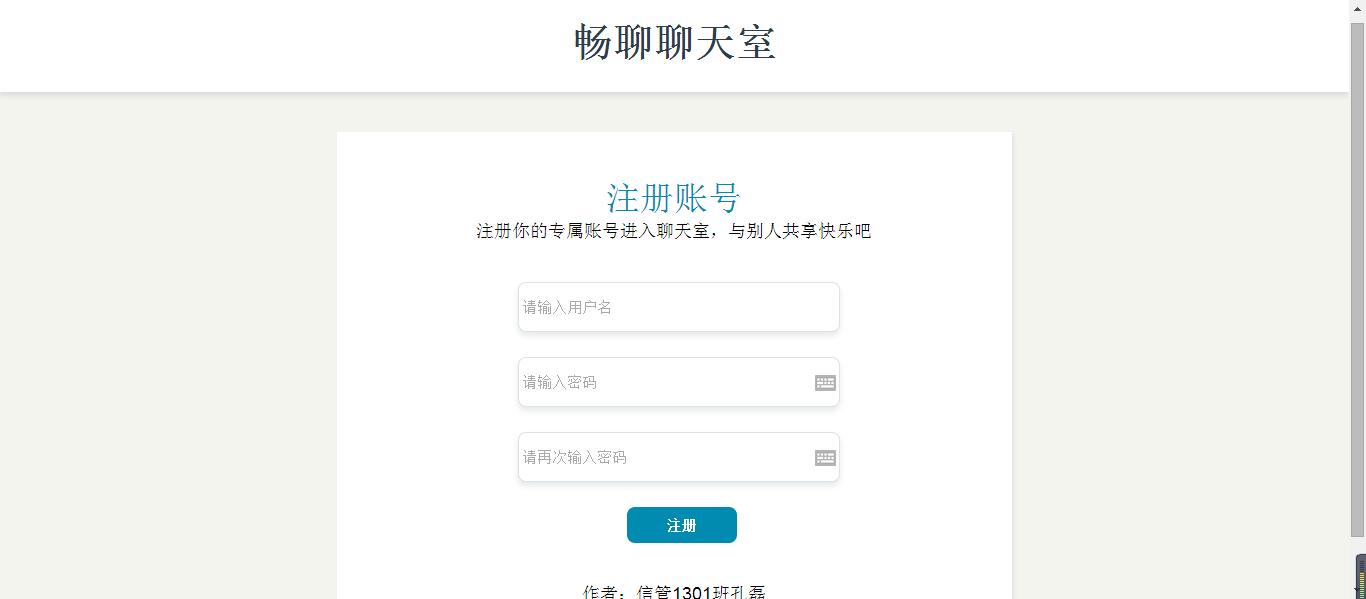 畅聊聊天室
注册账号
注册你的专属账号进入聊天室，与别人共享快乐吧
请输入用户名
请输入密码
请再次输入密码
注册
作者：信管1301班孔磊